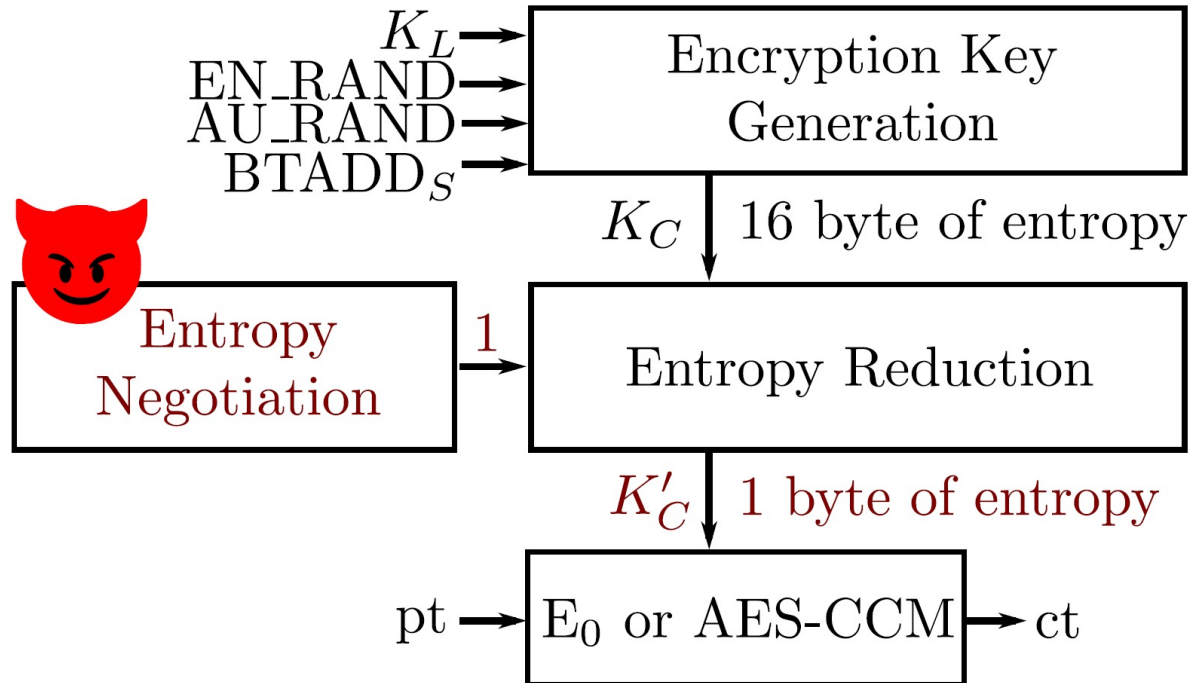 K_L
EN_RAND
AU_RAND
BTADD_S
Encryption Key
Generation
K_C 16 byte of entropy
Entropy
Negotiation
1
Entropy Reduction
K'_C 1 byte of entropy
pt
E_0 or AES-CCM
ct